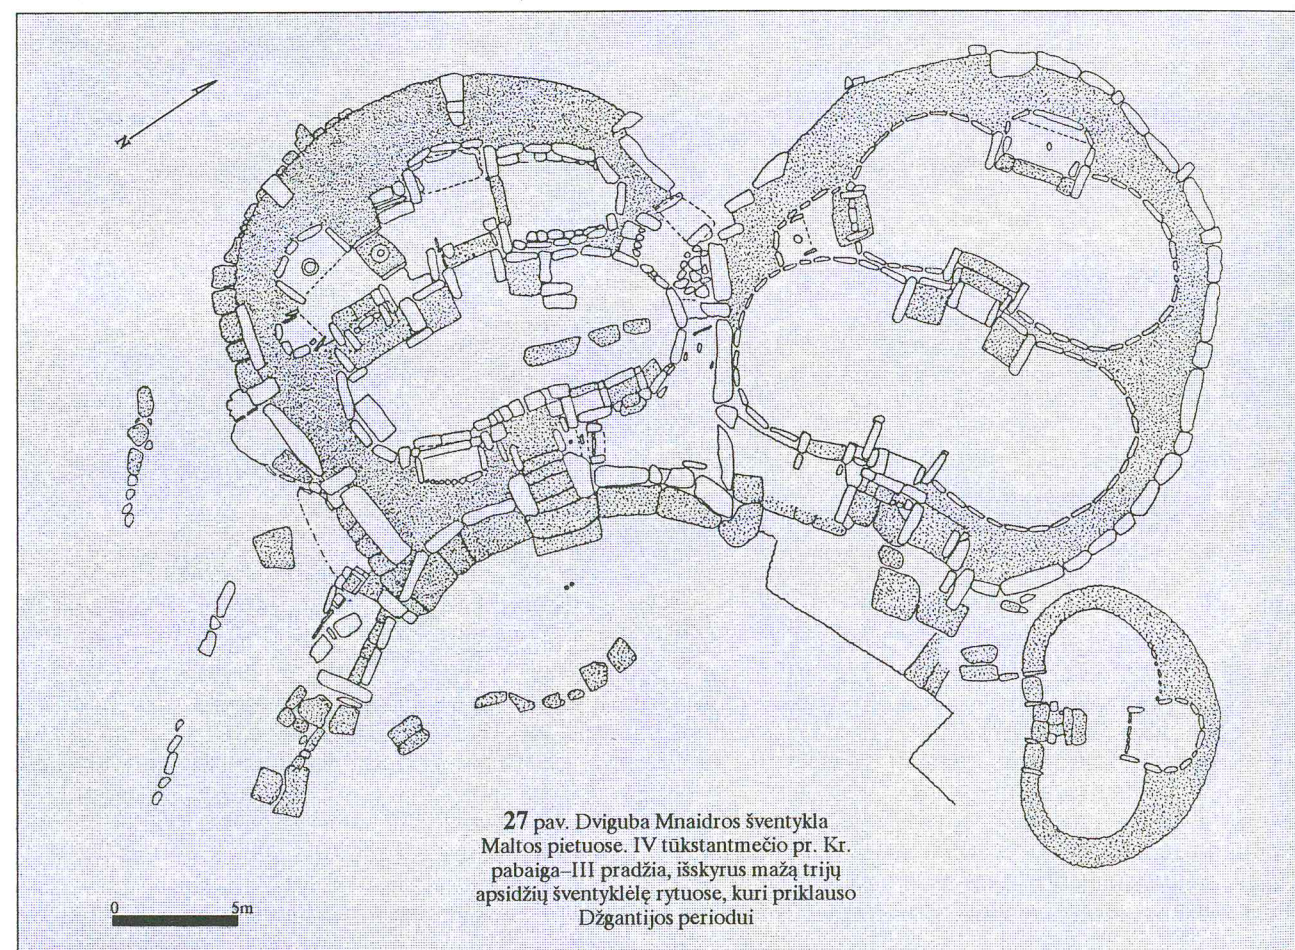 27 pav. Dviguba Mnaidros šventykla
Maltos pietuose. IV tūkstantmečio pr. Kr.
pabaiga–III pradžia, išskyrus mažą trijų
apsidžių šventyklėlę rytuose, kuri priklauso
Džgantijos periodui
0 5m
N